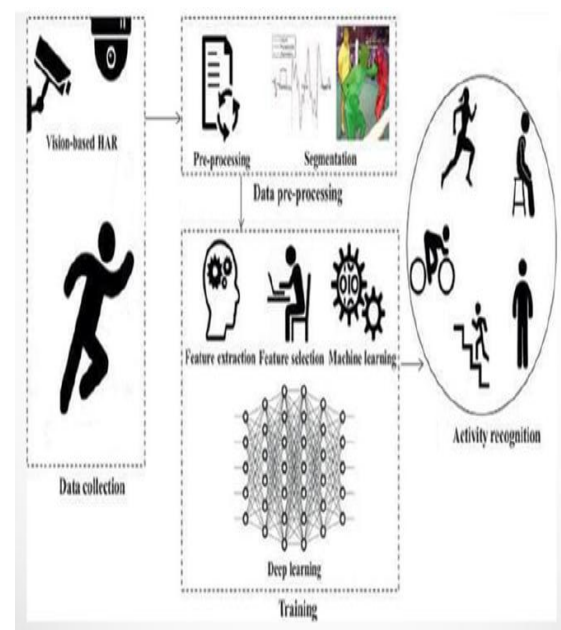 Vision-based HAR
Pre-processing
Segmentation
Data pre-processing
Feature extraction Feature selection Machine learning
Activity recognition
Data collection
Deep learning
Training